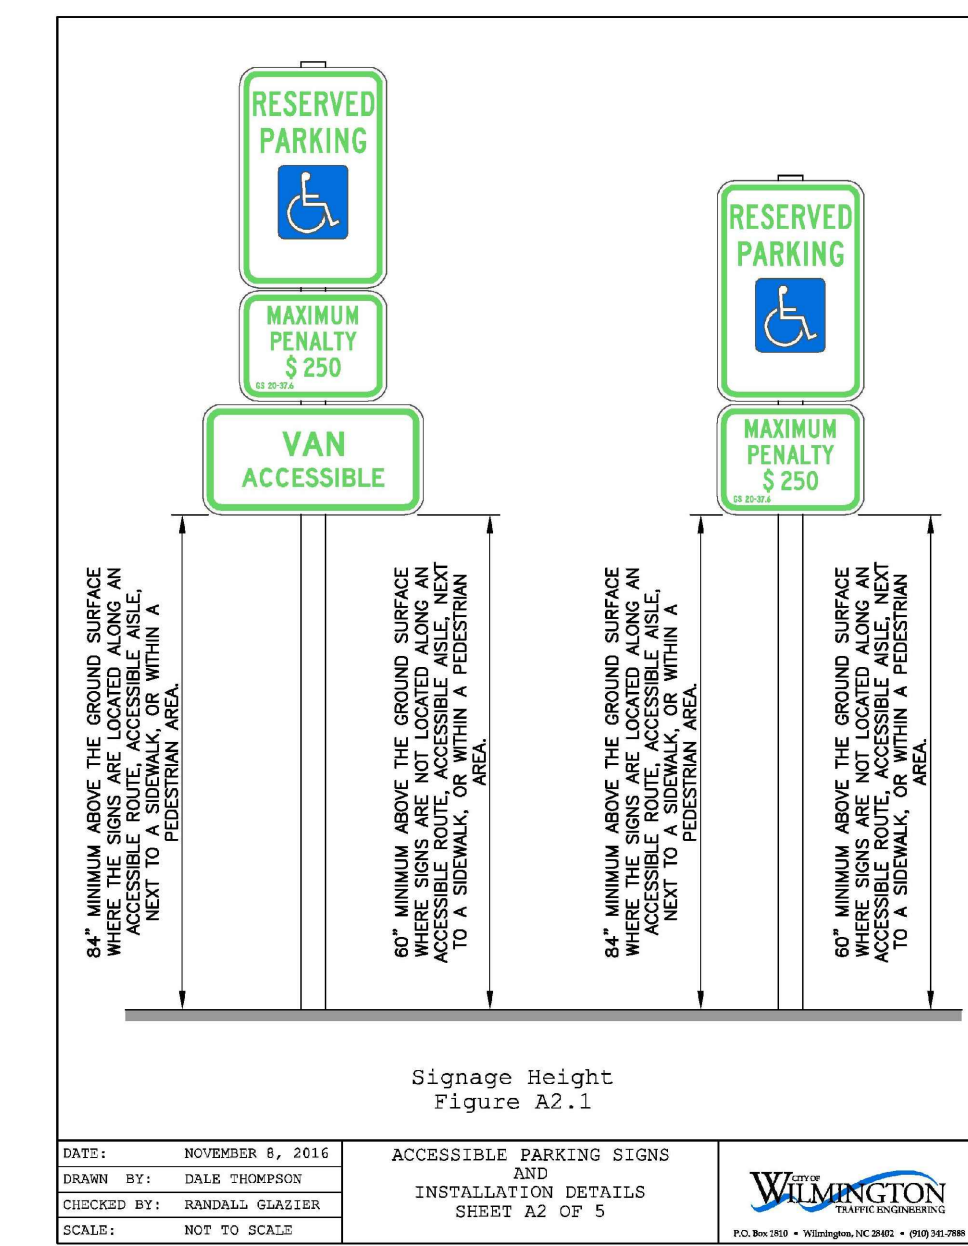 RESERVED
PARKING
MAXIMUM
PENALTY
$ 250
GS 20-37.6
VAN
ACCESSIBLE
RESERVED
PARKING
MAXIMUM
PENALTY
$ 250
GS 20-37.6
84" MINIMUM ABOVE THE GROUND SURFACE
WHERE THE SIGNS ARE LOCATED ALONG AN
ACCESSIBLE ROUTE, ACCESSIBLE AISLE,
NEXT TO A SIDEWALK, OR WITHIN A
PEDESTRIAN AREA.
60" MINIMUM ABOVE THE GROUND SURFACE
WHERE SIGNS ARE NOT LOCATED ALONG AN
ACCESSIBLE ROUTE, ACCESSIBLE AISLE, NEXT
TO A SIDEWALK, OR WITHIN A PEDESTRIAN
AREA.
84" MINIMUM ABOVE THE GROUND SURFACE
WHERE THE SIGNS ARE LOCATED ALONG AN
ACCESSIBLE ROUTE, ACCESSIBLE AISLE,
NEXT TO A SIDEWALK, OR WITHIN A
PEDESTRIAN AREA.
60" MINIMUM ABOVE THE GROUND SURFACE
WHERE SIGNS ARE NOT LOCATED ALONG AN
ACCESSIBLE ROUTE, ACCESSIBLE AISLE, NEXT
TO A SIDEWALK, OR WITHIN A PEDESTRIAN
AREA.
Signage Height
Figure A2.1
DATE: NOVEMBER 8, 2016
DRAWN BY: DALE THOMPSON
CHECKED BY: RANDALL GLAZIER
SCALE: NOT TO SCALE
ACCESSIBLE PARKING SIGNS
AND
INSTALLATION DETAILS
SHEET A2 OF 5
CITY OF
WILMINGTON
TRAFFIC ENGINEERING
P.O. Box 1810 • Wilmington, NC 28402 • (910) 341-7888